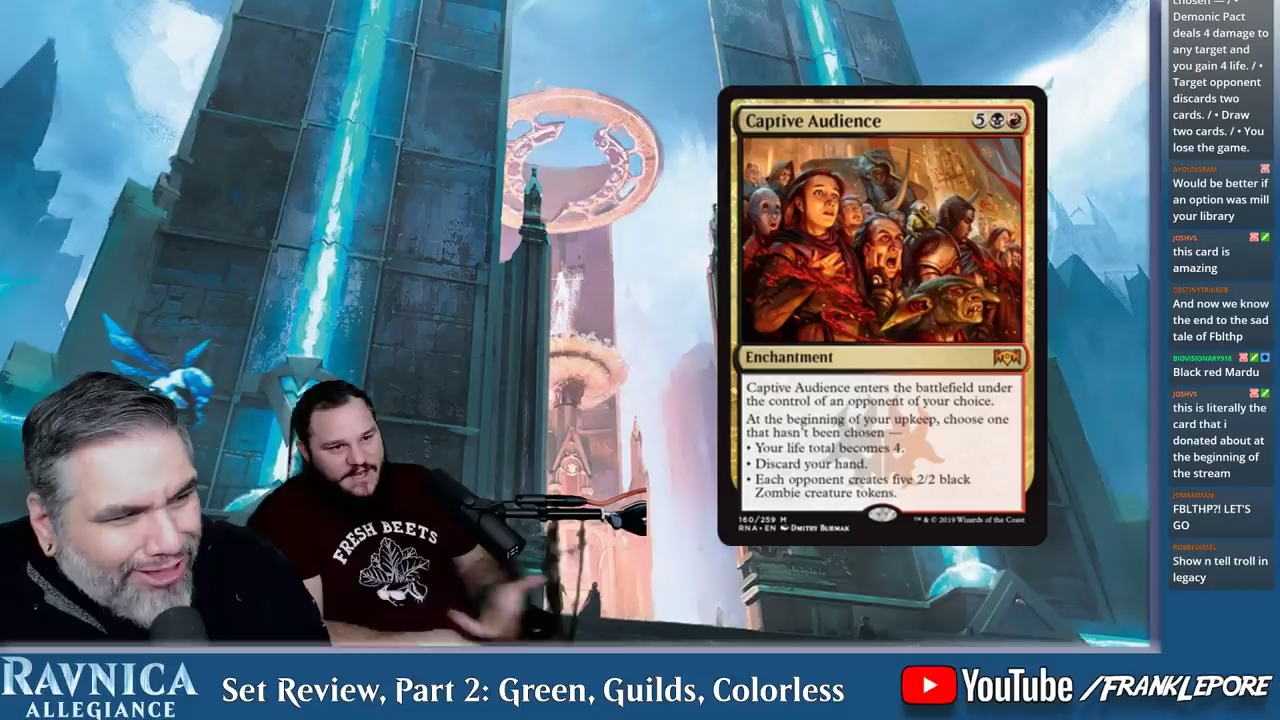 Captive Audience
5
Enchantment
Captive Audience enters the battlefield under
the control of an opponent of your choice.
At the beginning of your upkeep, choose one
that hasn't been chosen —
• Your life total becomes 4.
• Discard your hand.
• Each opponent creates five 2/2 black
Zombie creature tokens.
160/259 M
RNA • EN DMITRY BURMAK
™ & © 2019 Wizards of the Coast
FRESH BEETS
chosen — / •
Demonic Pact
deals 4 damage to
any target and
you gain 4 life. / •
Target opponent
discards two
cards. / • Draw
two cards. / • You
lose the game.
AYOUNGRAM
Would be better if
an option was mill
your library
JOSHVS
this card is
amazing
DESTINYTRIGGER
And now we know
the end to the sad
tale of Fblthp
BIOVISIONARY918
Black red Mardu
JOSHVS
this is literally the
card that i
donated about at
the beginning of
the stream
JOMAMMAN
FBLTHP?! LET'S
GO
ROBBEDIESEL
Show n tell troll in
legacy
RAVNICA
ALLEGIANCE
Set Review, Part 2: Green, Guilds, Colorless
YouTube /FRANKLEPORE